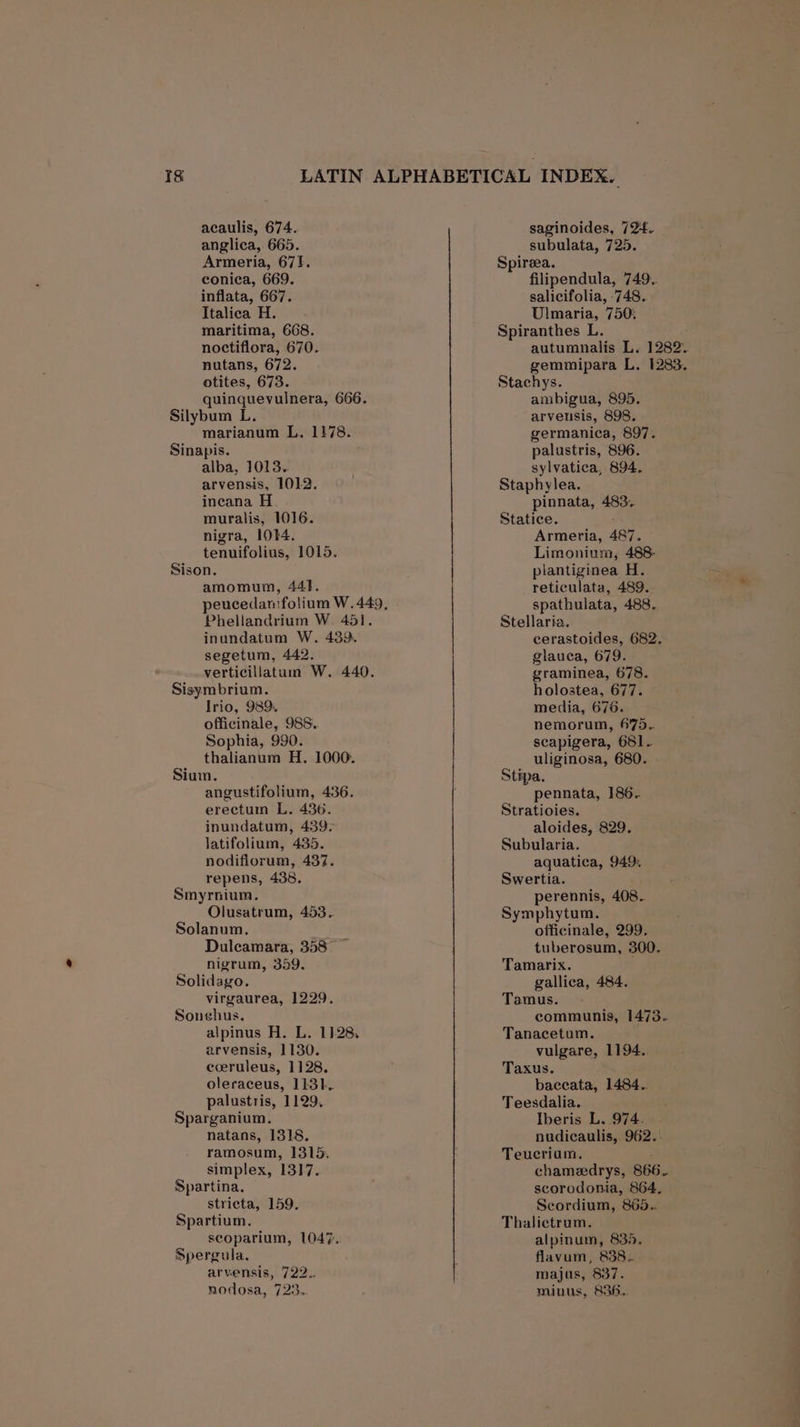 18 LATIN ALPHABETICAL INDEX.
acaulis, 674.
anglica, 665.
Armeria, 671.
conica, 669.
inflata, 667.
Italica H.
maritima, 668.
noctiflora, 670.
nutans, 672.
otites, 673.
quinquevulnera, 666.
Silybum L.
marianum L. 1178.
Sinapis.
alba, 1013.
arvensis, 1012.
incana H
muralis, 1016.
nigra, 1014.
tenuifolius, 1015.
Sison.
amomum, 441.
peucedanifolium W. 449,
Phellandrium W 451.
inundatum W. 439.
segetum, 442.
verticillatum W. 440.
Sisymbrium.
Irio, 989.
officinale, 988.
Sophia, 990.
thalianum H. 1000.
Sium.
angustifolium, 436.
erectum L. 436.
inundatum, 439.
latifolium, 435.
nodiflorum, 437.
repens, 438.
Smyrnium.
Olusatrum, 453.
Solanum.
Dulcamara, 358
nigrum, 359.
Solidago.
virgaurea, 1229.
Sonchus.
alpinus H. L. 1128.
arvensis, 1130.
cœruleus, 1128.
oleraceus, 1131.
palustris, 1129.
Sparganium.
natans, 1318.
ramosum, 1315.
simplex, 1317.
Spartina.
stricta, 159.
Spartium.
scoparium, 1047.
Spergula.
arvensis, 722.
nodosa, 723.
saginoides, 724.
subulata, 725.
Spiræa.
filipendula, 749.
salicifolia, 748.
Ulmaria, 750.
Spiranthes L.
autumnalis L. 1282.
gemmipara L. 1283.
Stachys.
ambigua, 895.
arvensis, 898.
germanica, 897.
palustris, 896.
sylvatica, 894.
Staphylea.
pinnata, 483.
Statice.
Armeria, 487.
Limonium, 488.
plantiginea H.
reticulata, 489.
spathulata, 488.
Stellaria.
cerastoides, 682.
glauca, 679.
graminea, 678.
holostea, 677.
media, 676.
nemorum, 675.
scapigera, 681.
uliginosa, 680.
Stipa.
pennata, 186.
Stratioies.
aloides, 829.
Subularia.
aquatica, 949.
Swertia.
perennis, 408.
Symphytum.
officinale, 299.
tuberosum, 300.
Tamarix.
gallica, 484.
Tamus.
communis, 1473.
Tanacetum.
vulgare, 1194.
Taxus.
baccata, 1484.
Teesdalia.
Iberis L. 974.
nudicaulis, 962.
Teucrium.
chamædrys, 866.
scorodonia, 864.
Scordium, 865.
Thalictrum.
alpinum, 835.
flavum, 838.
majus, 837.
minus, 836.